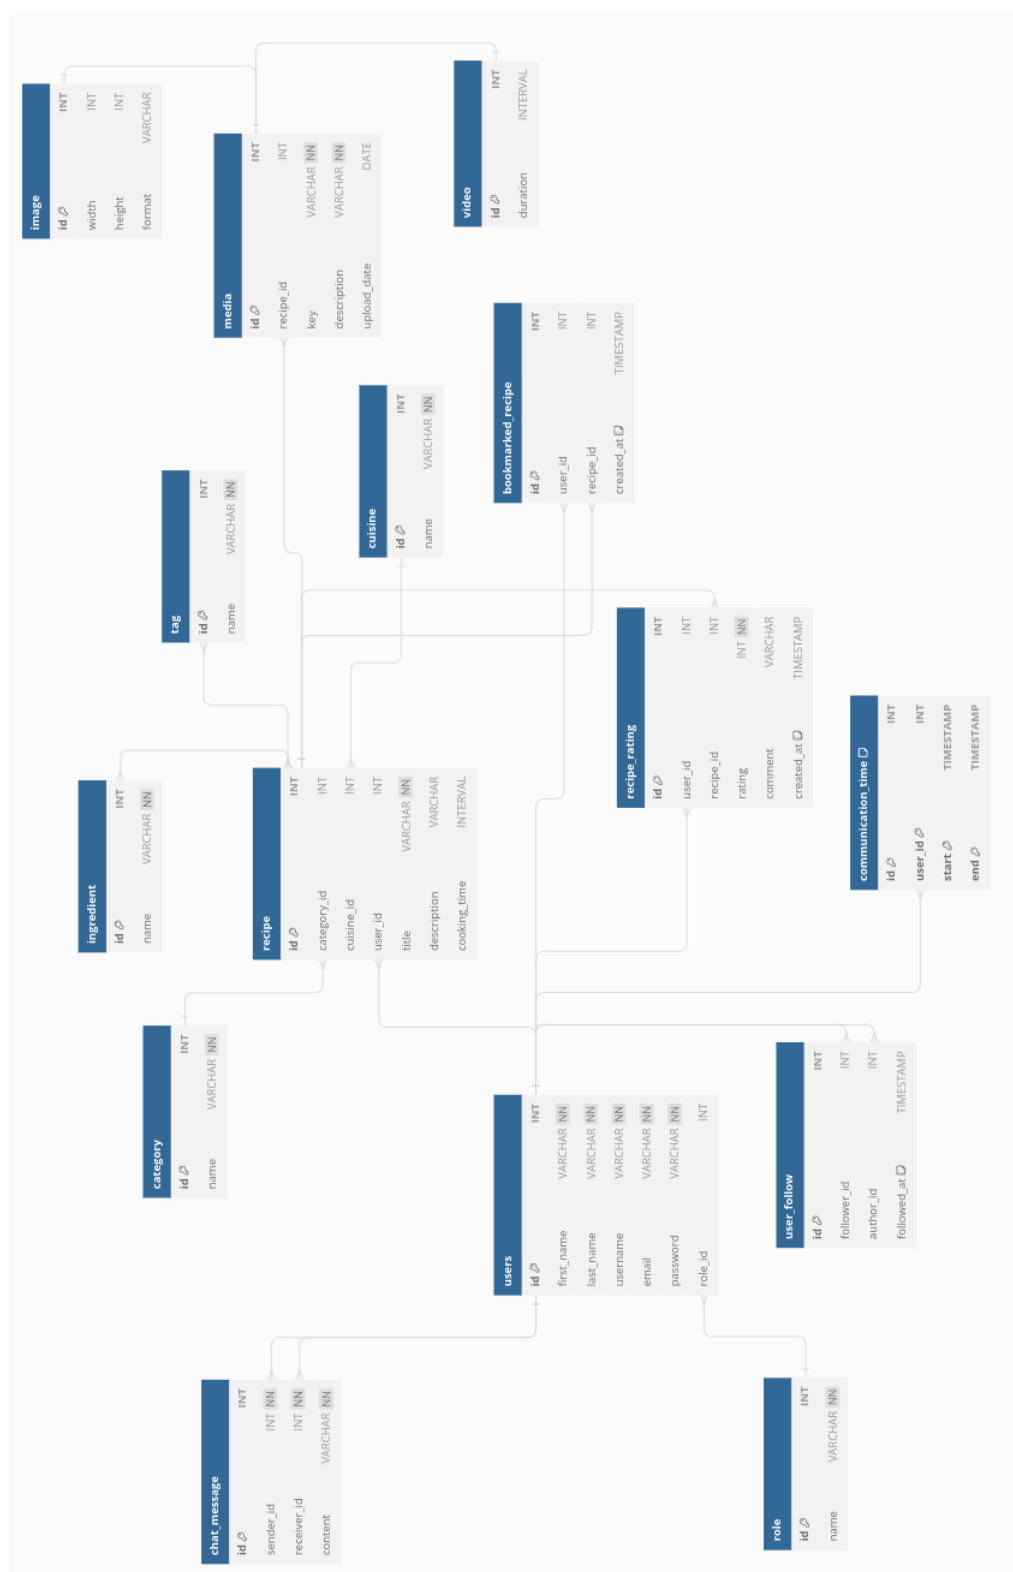 chat_message
id INT
sender_id INT NN
receiver_id INT NN
content VARCHAR NN
role
id INT
name VARCHAR NN
category
id INT
name VARCHAR NN
users
id INT
first_name VARCHAR NN
last_name VARCHAR NN
username VARCHAR NN
email VARCHAR NN
password VARCHAR NN
role_id INT
user_follow
id INT
follower_id INT
author_id INT
followed_at TIMESTAMP
ingredient
id INT
name VARCHAR NN
recipe
id INT
category_id INT
cuisine_id INT
user_id INT
title VARCHAR NN
description VARCHAR
cooking_time INTERVAL
recipe_rating
id INT
user_id INT
recipe_id INT
rating INT NN
comment VARCHAR
created_at TIMESTAMP
communication_time
id INT
user_id INT
start TIMESTAMP
end TIMESTAMP
tag
id INT
name VARCHAR NN
cuisine
id INT
name VARCHAR NN
bookmarked_recipe
id INT
user_id INT
recipe_id INT
created_at TIMESTAMP
image
id INT
width INT
height INT
format VARCHAR
media
id INT
recipe_id INT
key VARCHAR NN
description VARCHAR NN
upload_date DATE
video
id INT
duration INTERVAL